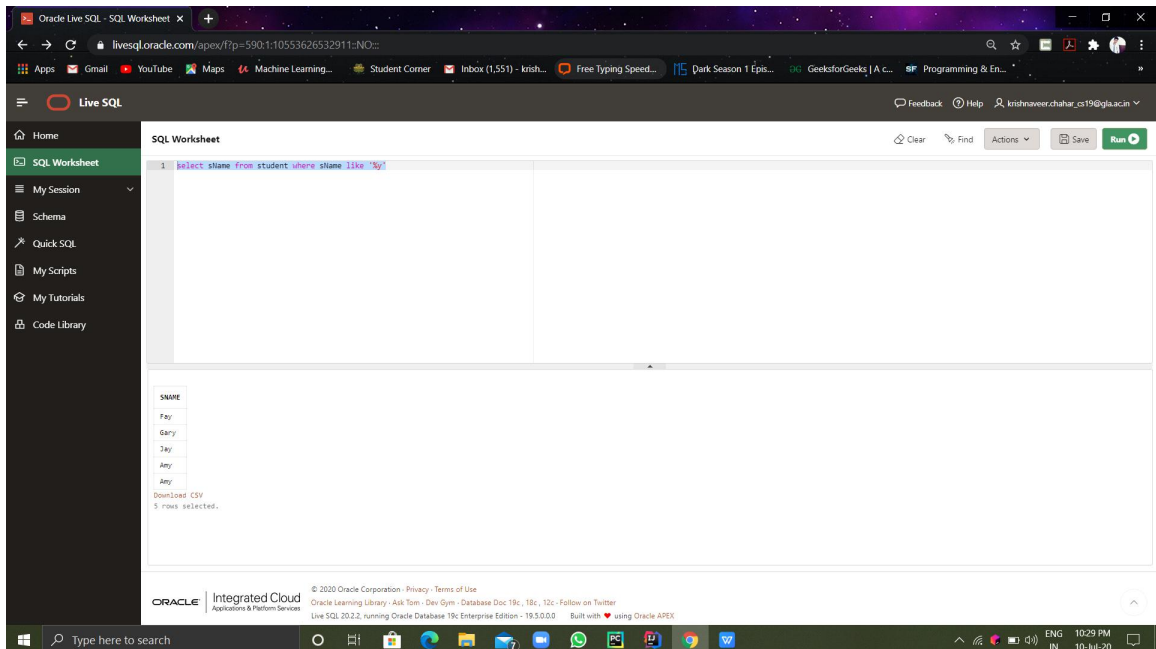 Oracle Live SQL - SQL Worksheet
livesql.oracle.com/apex/f?p=590:1:10553626532911::NO:::
Apps Gmail YouTube Maps Machine Learning... Student Corner Inbox (1,551) - krish... Free Typing Speed... Dark Season 1 Epis... GeeksforGeeks | A c... SF Programming & En... »
Live SQL
Feedback Help krishnaveer.chahar_cs19@gla.ac.in
Home
SQL Worksheet
My Session
Schema
Quick SQL
My Scripts
My Tutorials
Code Library
SQL Worksheet
Clear Find Actions Save Run
1 select sName from student where sName like '%y'
SNAME
Fay
Gary
Jay
Amy
Amy
Download CSV
5 rows selected.
ORACLE Integrated Cloud
Applications & Platform Services
© 2020 Oracle Corporation · Privacy · Terms of Use
Oracle Learning Library · Ask Tom · Dev Gym · Database Doc 19c, 18c, 12c · Follow on Twitter
Live SQL 20.2.2, running Oracle Database 19c Enterprise Edition - 19.5.0.0.0 Built with ❤ using Oracle APEX
Type here to search
7
PC
W
ENG
IN
10:29 PM
10-Jul-20